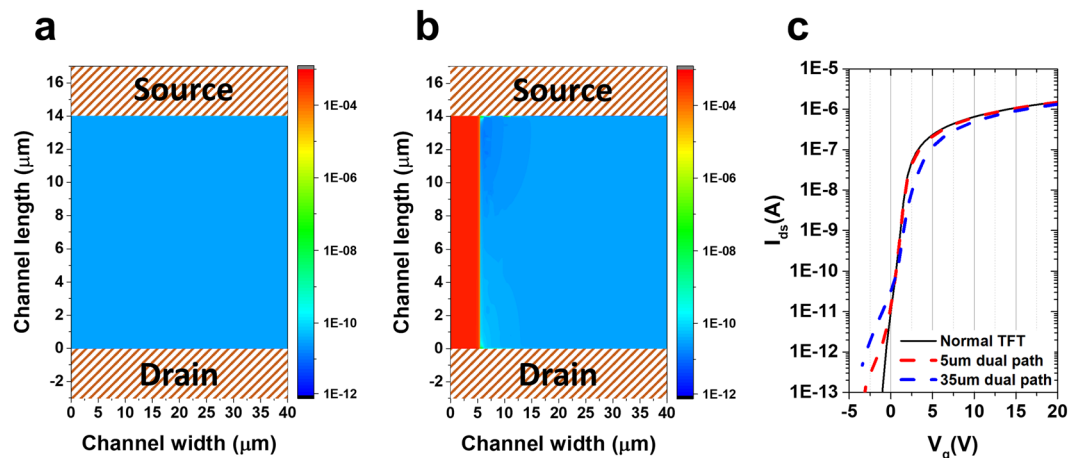 a
b
c
Source
Drain
16
14
12
10
8
6
4
2
0
-2
0 5 10 15 20 25 30 35 40
Channel length (μm)
Channel width (μm)
1E-04
1E-06
1E-08
1E-10
1E-12
Source
Drain
16
14
12
10
8
6
4
2
0
-2
0 5 10 15 20 25 30 35 40
Channel length (μm)
Channel width (μm)
1E-04
1E-06
1E-08
1E-10
1E-12
1E-5
1E-6
1E-7
1E-8
1E-9
1E-10
1E-11
1E-12
1E-13
-5 0 5 10 15 20
Ids(A)
Vg(V)
Normal TFT
5um dual path
35um dual path